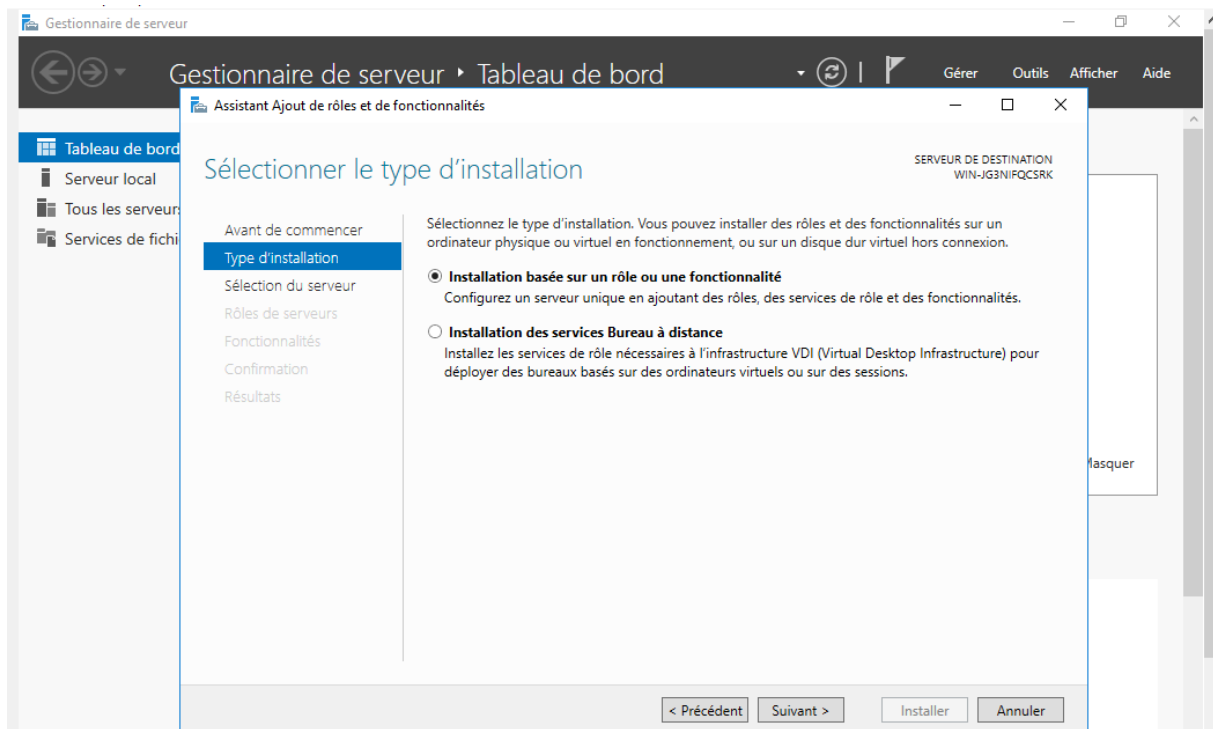 Gestionnaire de serveur
Gestionnaire de serveur ‣ Tableau de bord
Gérer Outils Afficher Aide
Assistant Ajout de rôles et de fonctionnalités
Tableau de bord
Serveur local
Tous les serveurs
Services de fichi
Sélectionner le type d’installation
SERVEUR DE DESTINATION
WIN-JG3NIFQCSRK
Avant de commencer
Type d’installation
Sélection du serveur
Rôles de serveurs
Fonctionnalités
Confirmation
Résultats
Sélectionnez le type d’installation. Vous pouvez installer des rôles et des fonctionnalités sur un
ordinateur physique ou virtuel en fonctionnement, ou sur un disque dur virtuel hors connexion.
Installation basée sur un rôle ou une fonctionnalité
Configurez un serveur unique en ajoutant des rôles, des services de rôle et des fonctionnalités.
Installation des services Bureau à distance
Installez les services de rôle nécessaires à l’infrastructure VDI (Virtual Desktop Infrastructure) pour
déployer des bureaux basés sur des ordinateurs virtuels ou sur des sessions.
Masquer
< Précédent Suivant > Installer Annuler